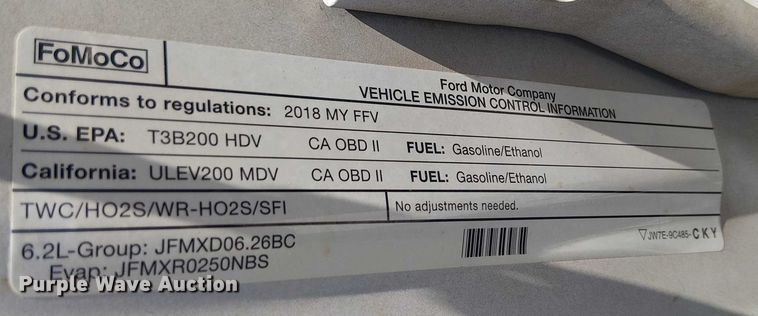 FoMoCo
Ford Motor Company
VEHICLE EMISSION CONTROL INFORMATION
Conforms to regulations: 2018 MY FFV
U.S. EPA: T3B200 HDV CA OBD II FUEL: Gasoline/Ethanol
California: ULEV200 MDV CA OBD II FUEL: Gasoline/Ethanol
TWC/HO2S/WR-HO2S/SFI No adjustments needed.
6.2L-Group: JFMXD06.26BC
Evap: JFMXR0250NBS
▽JW7E-9C485-CKY
Purple Wave Auction